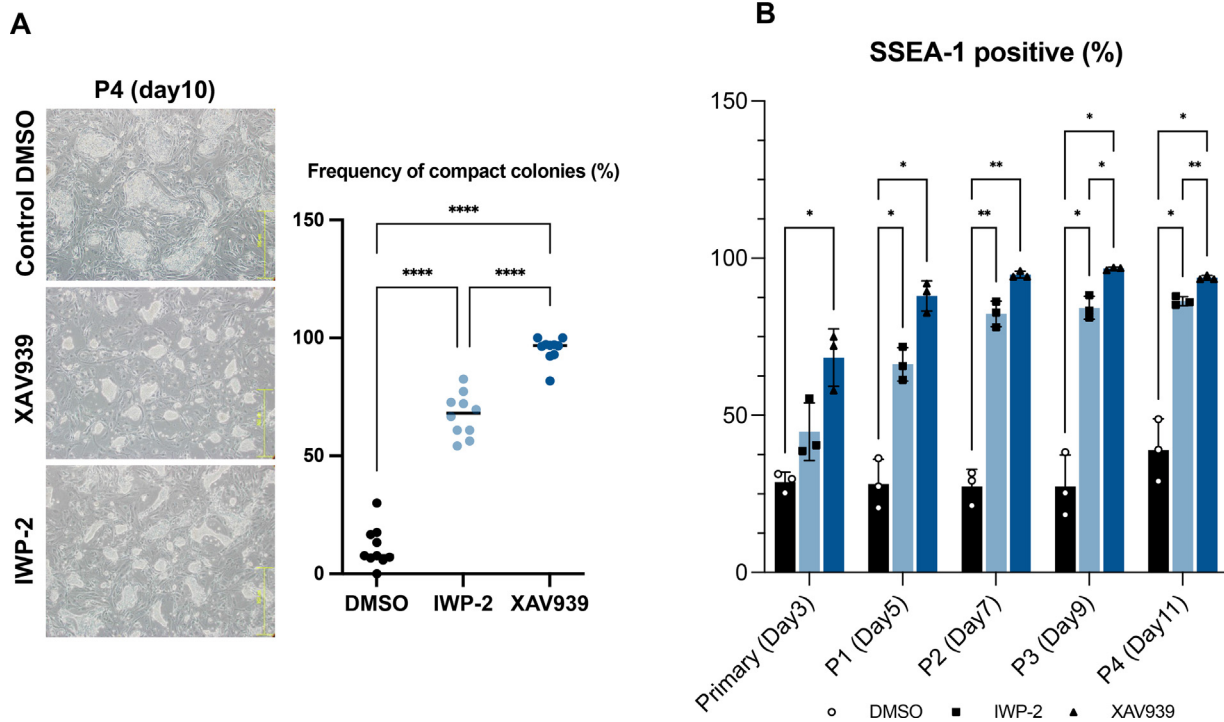 A
P4 (day10)
Control DMSO
XAV939
IWP-2
Frequency of compact colonies (%)
150
100
50
0
****
****
****
DMSO
IWP-2
XAV939
B
SSEA-1 positive (%)
150
100
50
0
*
*
*
**
**
*
*
*
*
*
**
Primary (Day3)
P1 (Day5)
P2 (Day7)
P3 (Day9)
P4 (Day11)
DMSO
IWP-2
XAV939